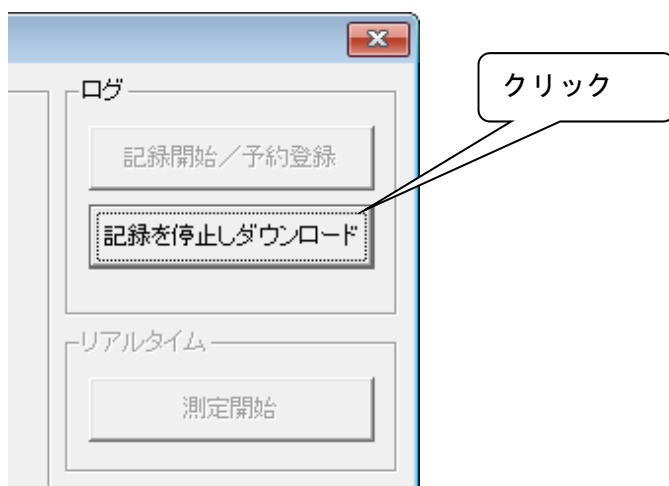 ログ
クリック
記録開始／予約登録
記録を停止しダウンロード
リアルタイム
測定開始